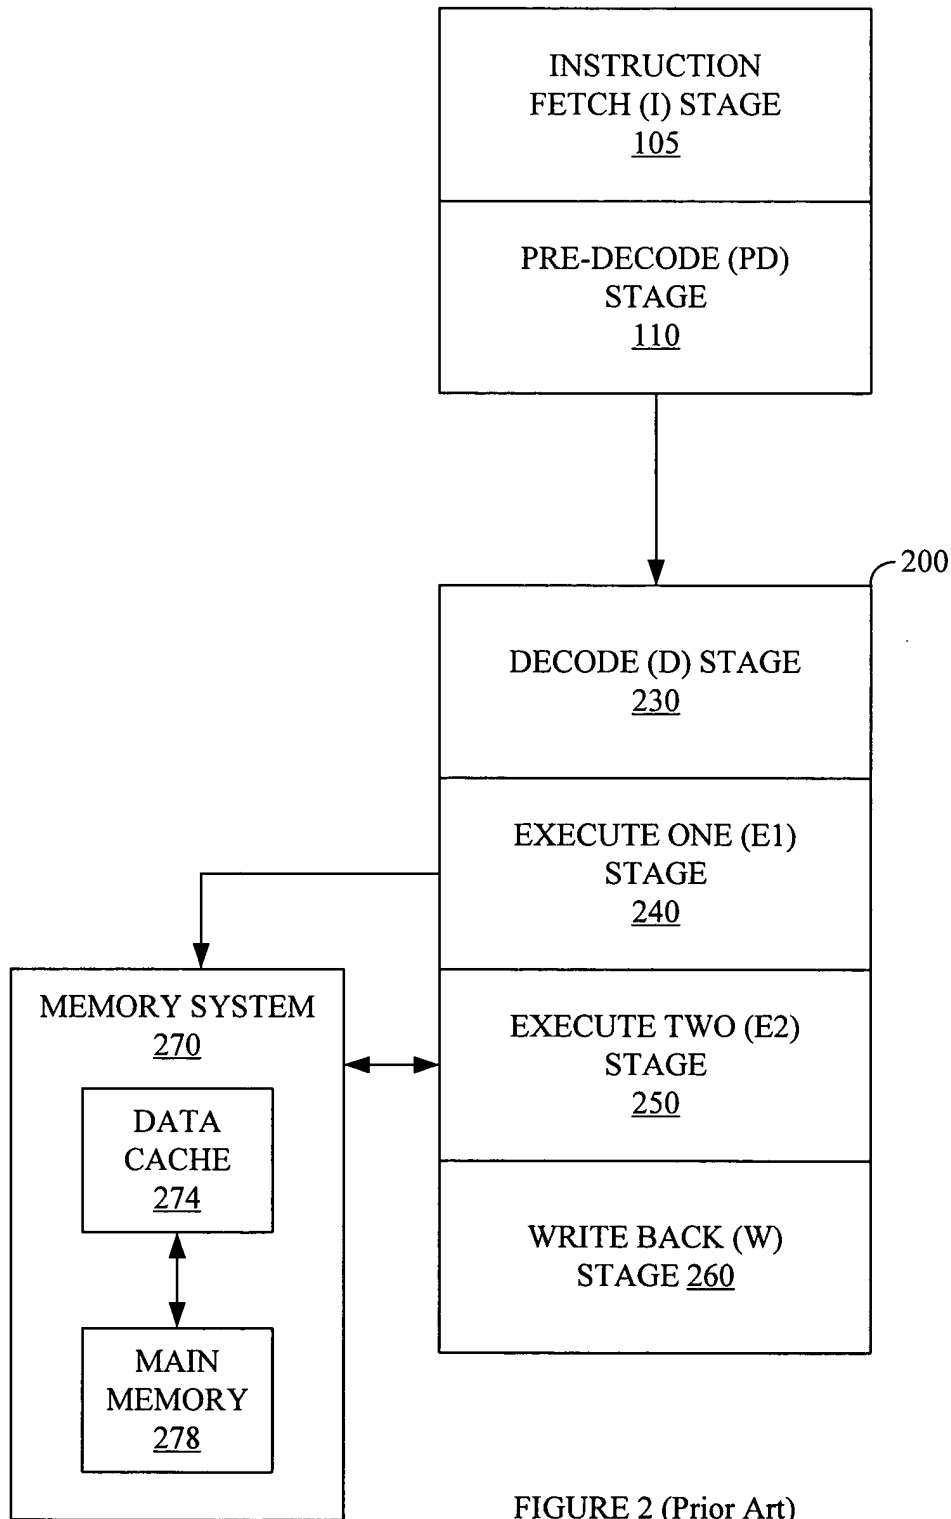 INSTRUCTION
FETCH (I) STAGE
105
PRE-DECODE (PD)
STAGE
110
200
DECODE (D) STAGE
230
EXECUTE ONE (E1)
STAGE
240
MEMORY SYSTEM
270
EXECUTE TWO (E2)
STAGE
250
DATA
CACHE
274
WRITE BACK (W)
STAGE 260
MAIN
MEMORY
278
FIGURE 2 (Prior Art)